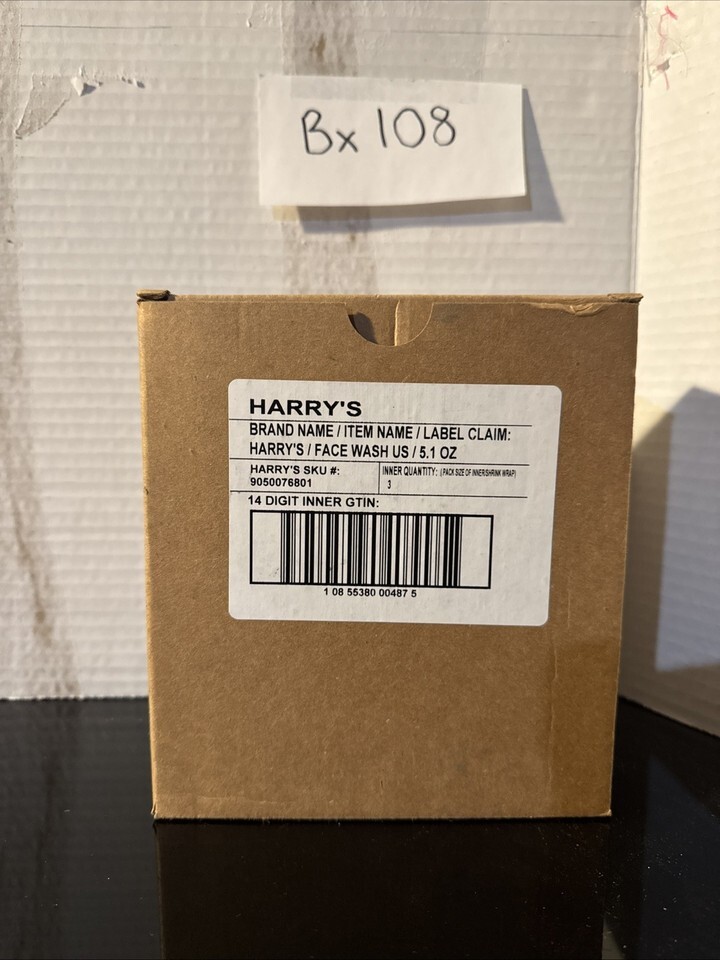 Bx 108
HARRY'S
BRAND NAME / ITEM NAME / LABEL CLAIM:
HARRY'S / FACE WASH US / 5.1 OZ
HARRY'S SKU #:
9050076801
INNER QUANTITY: (PACK SIZE OF INNER/SHRINK WRAP)
3
14 DIGIT INNER GTIN:
1 08 55380 00487 5